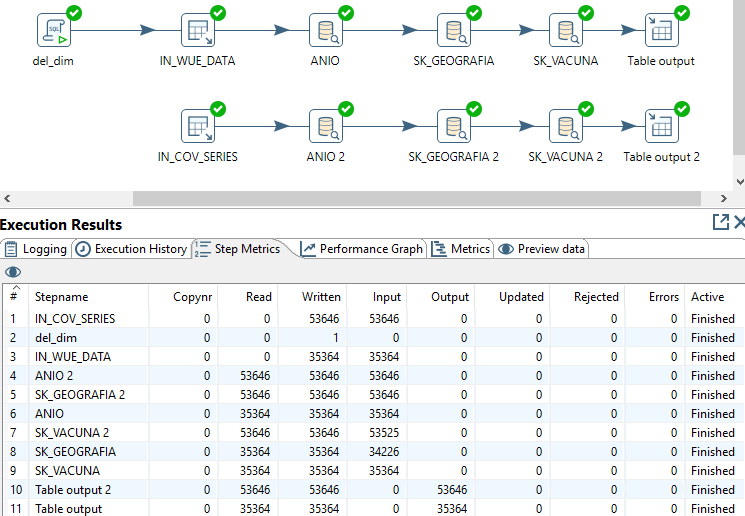 SQL
del_dim IN_WUE_DATA ANIO SK_GEOGRAFIA SK_VACUNA Table output
IN_COV_SERIES ANIO 2 SK_GEOGRAFIA 2 SK_VACUNA 2 Table output 2
Execution Results
Logging Execution History Step Metrics Performance Graph Metrics Preview data
# Stepname Copynr Read Written Input Output Updated Rejected Errors Active
1 IN_COV_SERIES 0 0 53646 53646 0 0 0 0 Finished
2 del_dim 0 0 1 0 0 0 0 0 Finished
3 IN_WUE_DATA 0 0 35364 35364 0 0 0 0 Finished
4 ANIO 2 0 53646 53646 53646 0 0 0 0 Finished
5 SK_GEOGRAFIA 2 0 53646 53646 53646 0 0 0 0 Finished
6 ANIO 0 35364 35364 35364 0 0 0 0 Finished
7 SK_VACUNA 2 0 53646 53646 53525 0 0 0 0 Finished
8 SK_GEOGRAFIA 0 35364 35364 34226 0 0 0 0 Finished
9 SK_VACUNA 0 35364 35364 35364 0 0 0 0 Finished
10 Table output 2 0 53646 53646 0 53646 0 0 0 Finished
11 Table output 0 35364 35364 0 35364 0 0 0 Finished